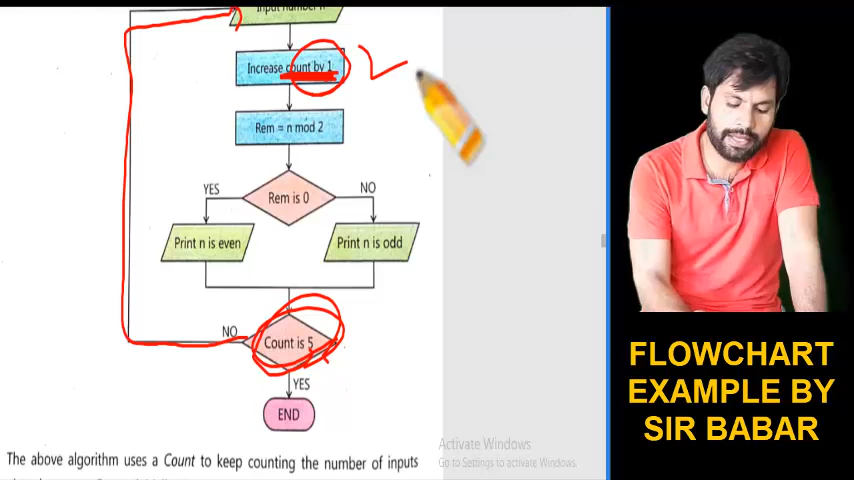 Input number n
Increase count by 1
Rem = n mod 2
YES
Rem is 0
NO
Print n is even
Print n is odd
NO
Count is 5
YES
END
The above algorithm uses a Count to keep counting the number of inputs
Activate Windows
Go to Settings to activate Windows.
FLOWCHART
EXAMPLE BY
SIR BABAR